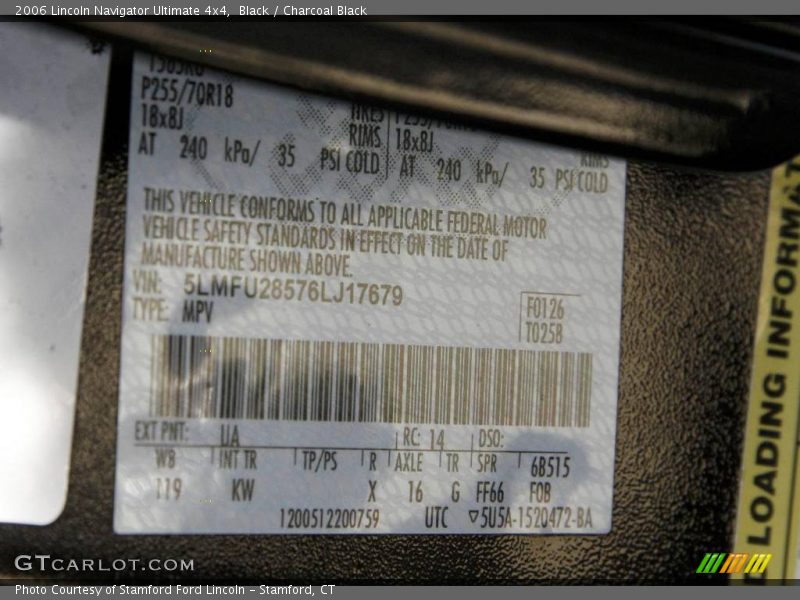 2006 Lincoln Navigator Ultimate 4x4, Black / Charcoal Black
P255/70R18
18x8J RIMS 18x8J RIMS
AT 240 kPa/ 35 PSI COLD AT 240 kPa/ 35 PSI COLD
THIS VEHICLE CONFORMS TO ALL APPLICABLE FEDERAL MOTOR
VEHICLE SAFETY STANDARDS IN EFFECT ON THE DATE OF
MANUFACTURE SHOWN ABOVE.
VIN: 5LMFU28576LJ17679
TYPE: MPV
F0126
T0258
EXT PNT: UA RC: 14 DSO:
WB INT TR TP/PS R AXLE TR SPR 6B515
119 KW X 16 G FF66 F0B
1200512200759 UTC ▽5U5A-1520472-BA
LOADING INFORMAT
GTCARLOT.COM
Photo Courtesy of Stamford Ford Lincoln – Stamford, CT